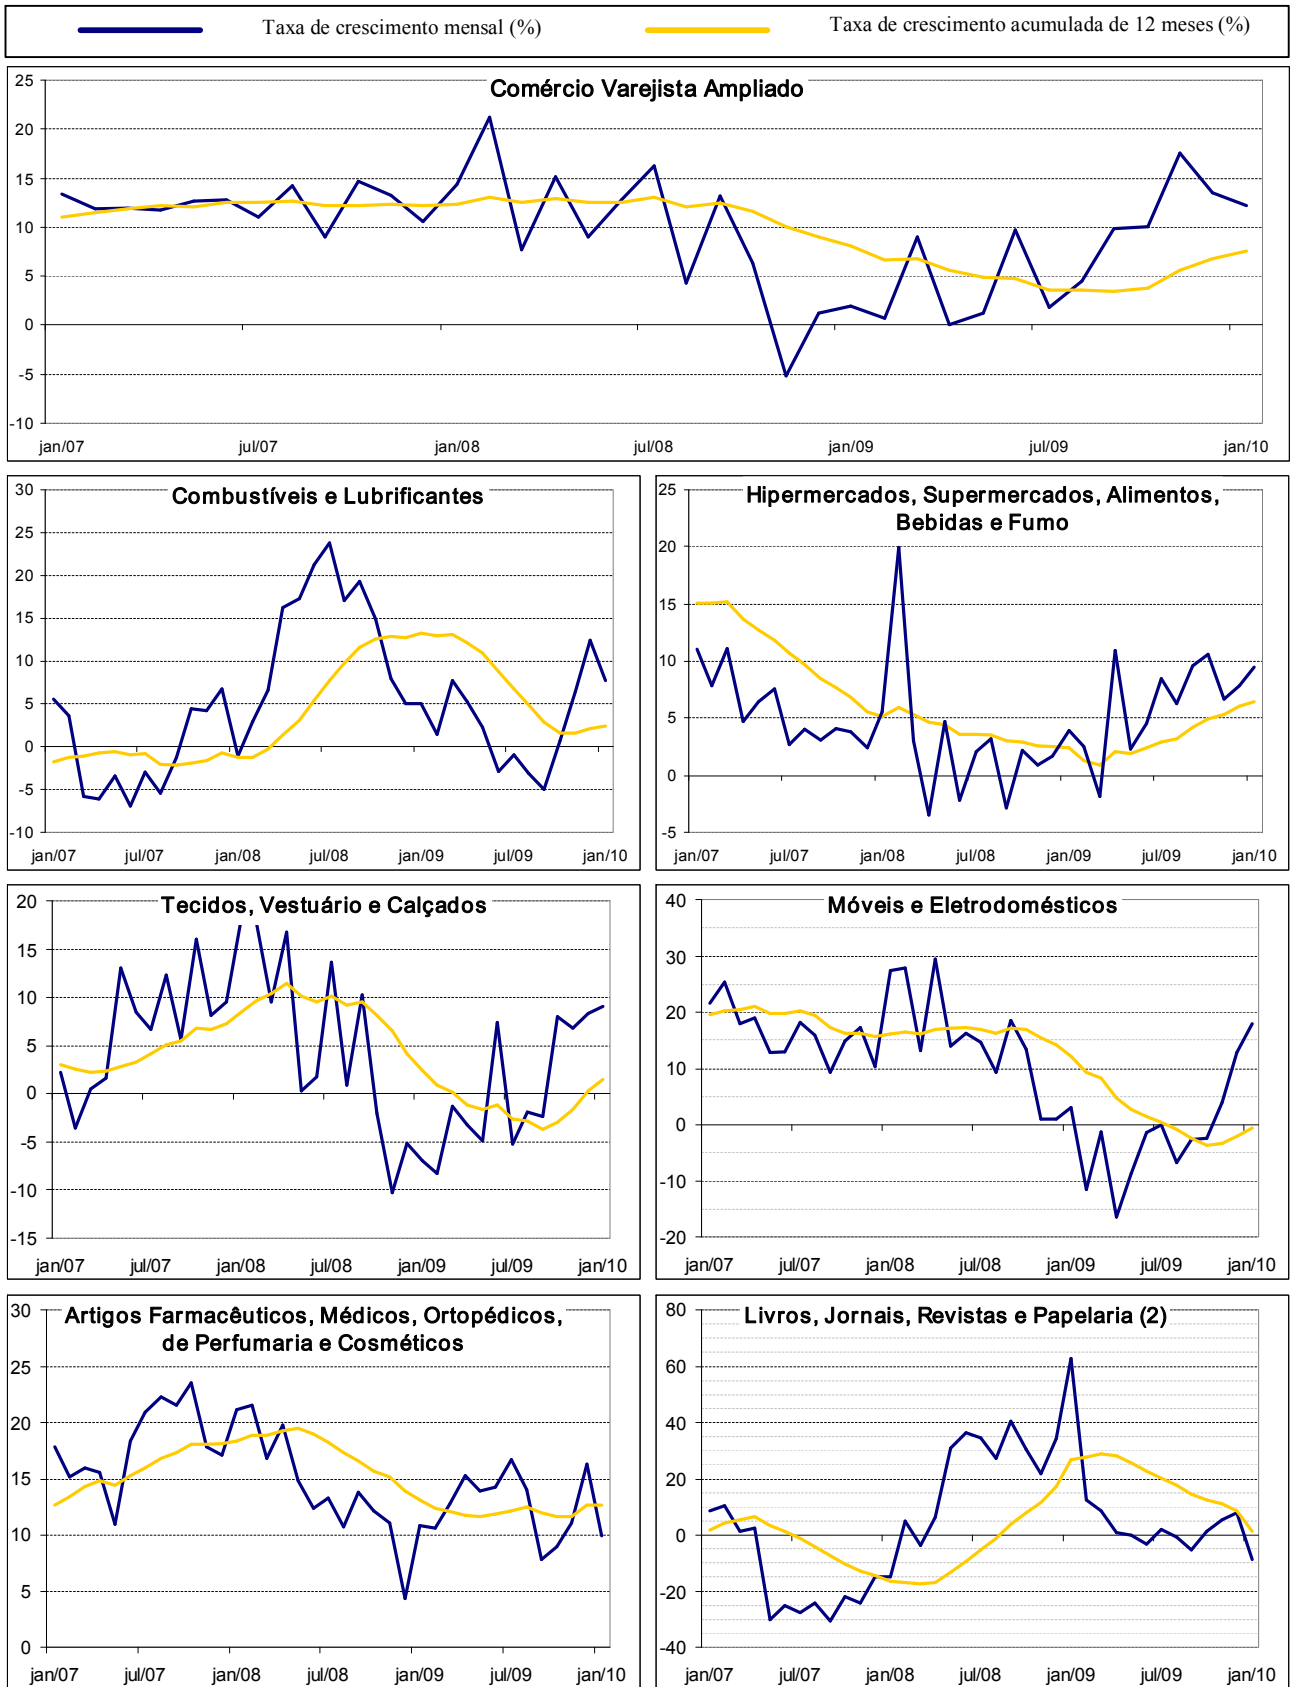 Taxa de crescimento mensal (%)
Taxa de crescimento acumulada de 12 meses (%)
Comércio Varejista Ampliado
25
20
15
10
5
0
-5
-10
jan/07 jul/07 jan/08 jul/08 jan/09 jul/09 jan/10
Combustíveis e Lubrificantes
30
25
20
15
10
5
0
-5
-10
jan/07 jul/07 jan/08 jul/08 jan/09 jul/09 jan/10
Hipermercados, Supermercados, Alimentos,
Bebidas e Fumo
25
20
15
10
5
0
-5
jan/07 jul/07 jan/08 jul/08 jan/09 jul/09 jan/10
Tecidos, Vestuário e Calçados
20
15
10
5
0
-5
-10
-15
jan/07 jul/07 jan/08 jul/08 jan/09 jul/09 jan/10
Móveis e Eletrodomésticos
40
30
20
10
0
-10
-20
jan/07 jul/07 jan/08 jul/08 jan/09 jul/09 jan/10
Artigos Farmacêuticos, Médicos, Ortopédicos,
de Perfumaria e Cosméticos
30
25
20
15
10
5
0
jan/07 jul/07 jan/08 jul/08 jan/09 jul/09 jan/10
Livros, Jornais, Revistas e Papelaria (2)
80
60
40
20
0
-20
-40
jan/07 jul/07 jan/08 jul/08 jan/09 jul/09 jan/10